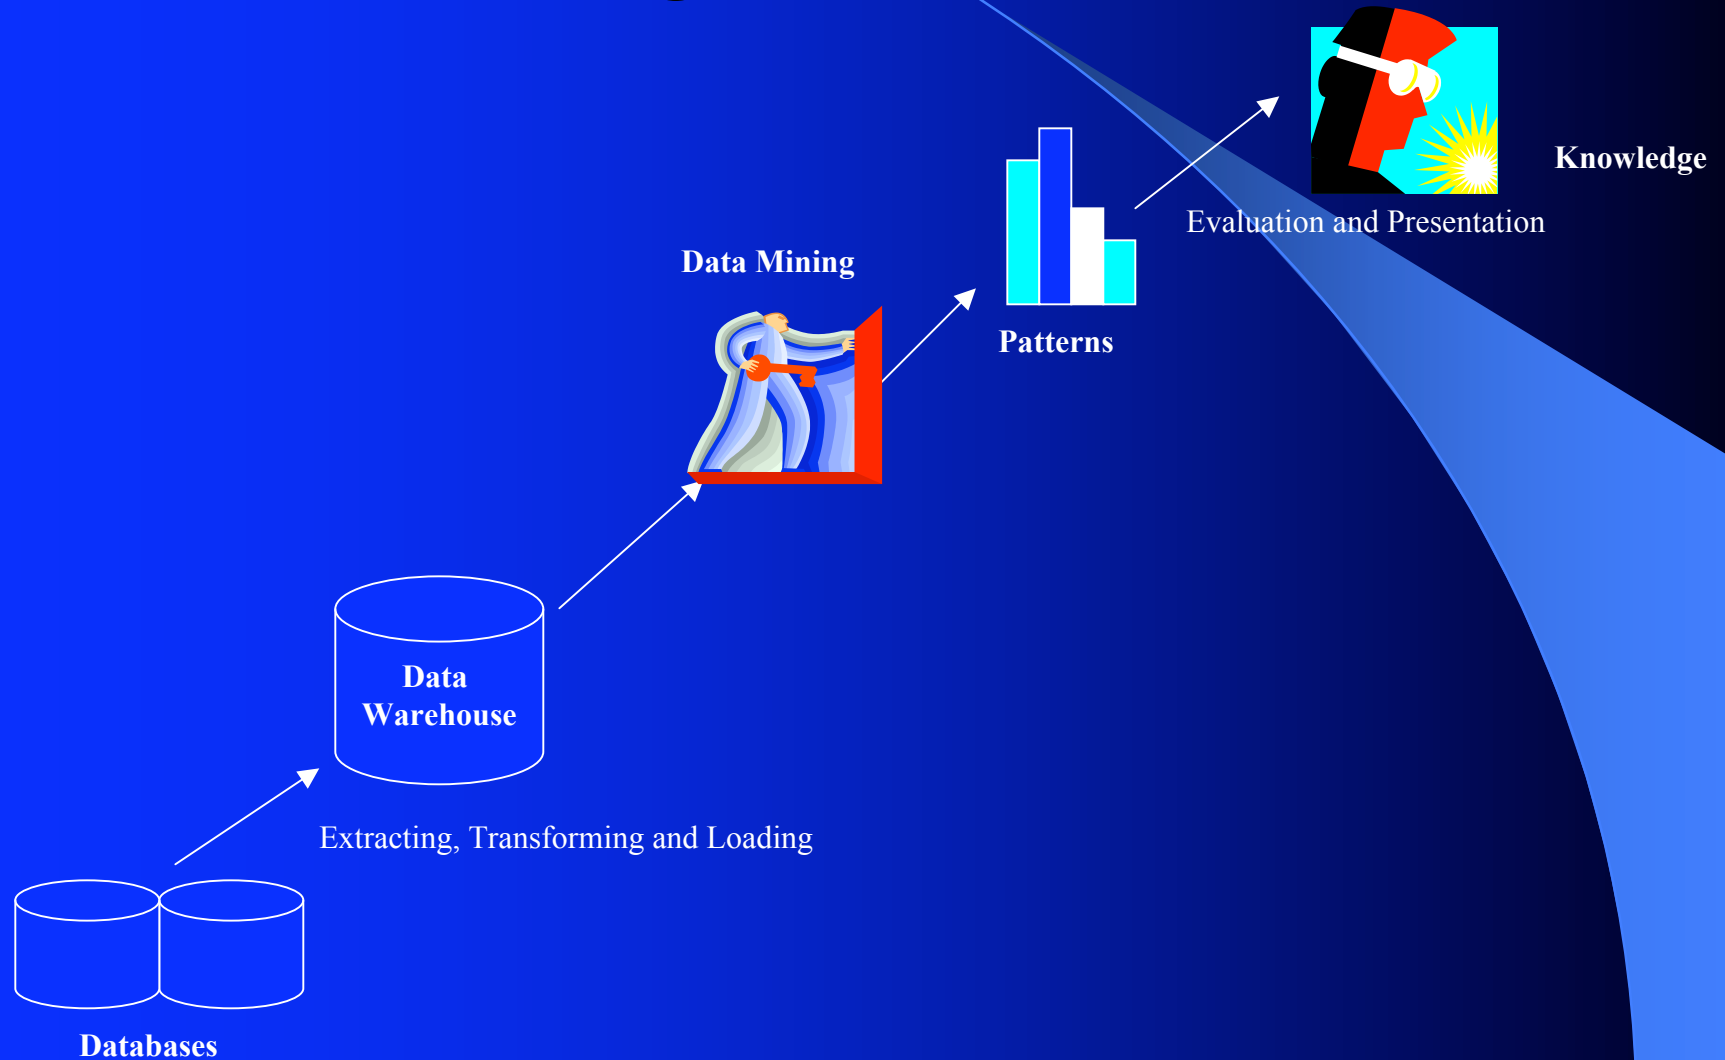 Knowledge
Evaluation and Presentation
Data Mining
Patterns
Data
Warehouse
Extracting, Transforming and Loading
Databases